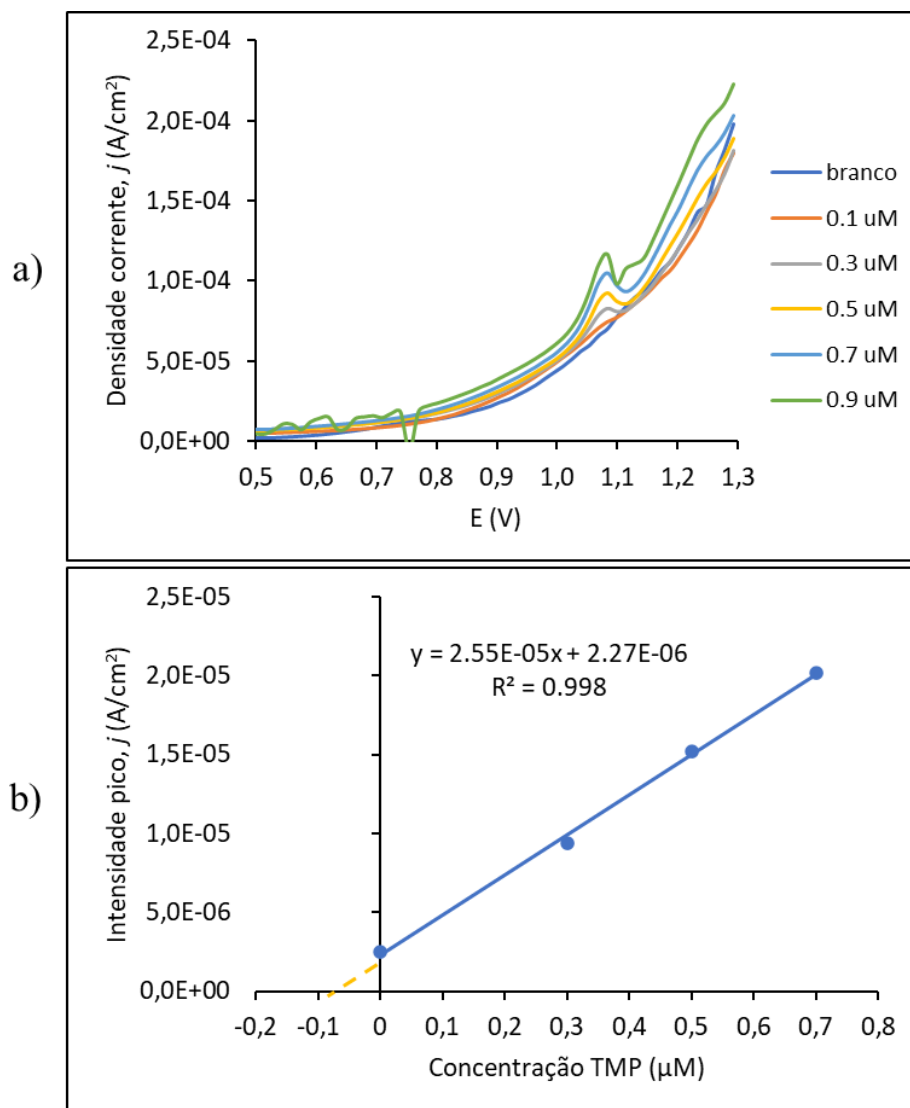 a)
2,5E-04
2,0E-04
1,5E-04
1,0E-04
5,0E-05
0,0E+00
Densidade corrente, j (A/cm²)
0,5 0,6 0,7 0,8 0,9 1,0 1,1 1,2 1,3
E (V)
branco
0.1 uM
0.3 uM
0.5 uM
0.7 uM
0.9 uM
b)
2,5E-05
2,0E-05
1,5E-05
1,0E-05
5,0E-06
0,0E+00
Intensidade pico, j (A/cm²)
y = 2.55E-05x + 2.27E-06
R² = 0.998
-0,2 -0,1 0 0,1 0,2 0,3 0,4 0,5 0,6 0,7 0,8
Concentração TMP (µM)